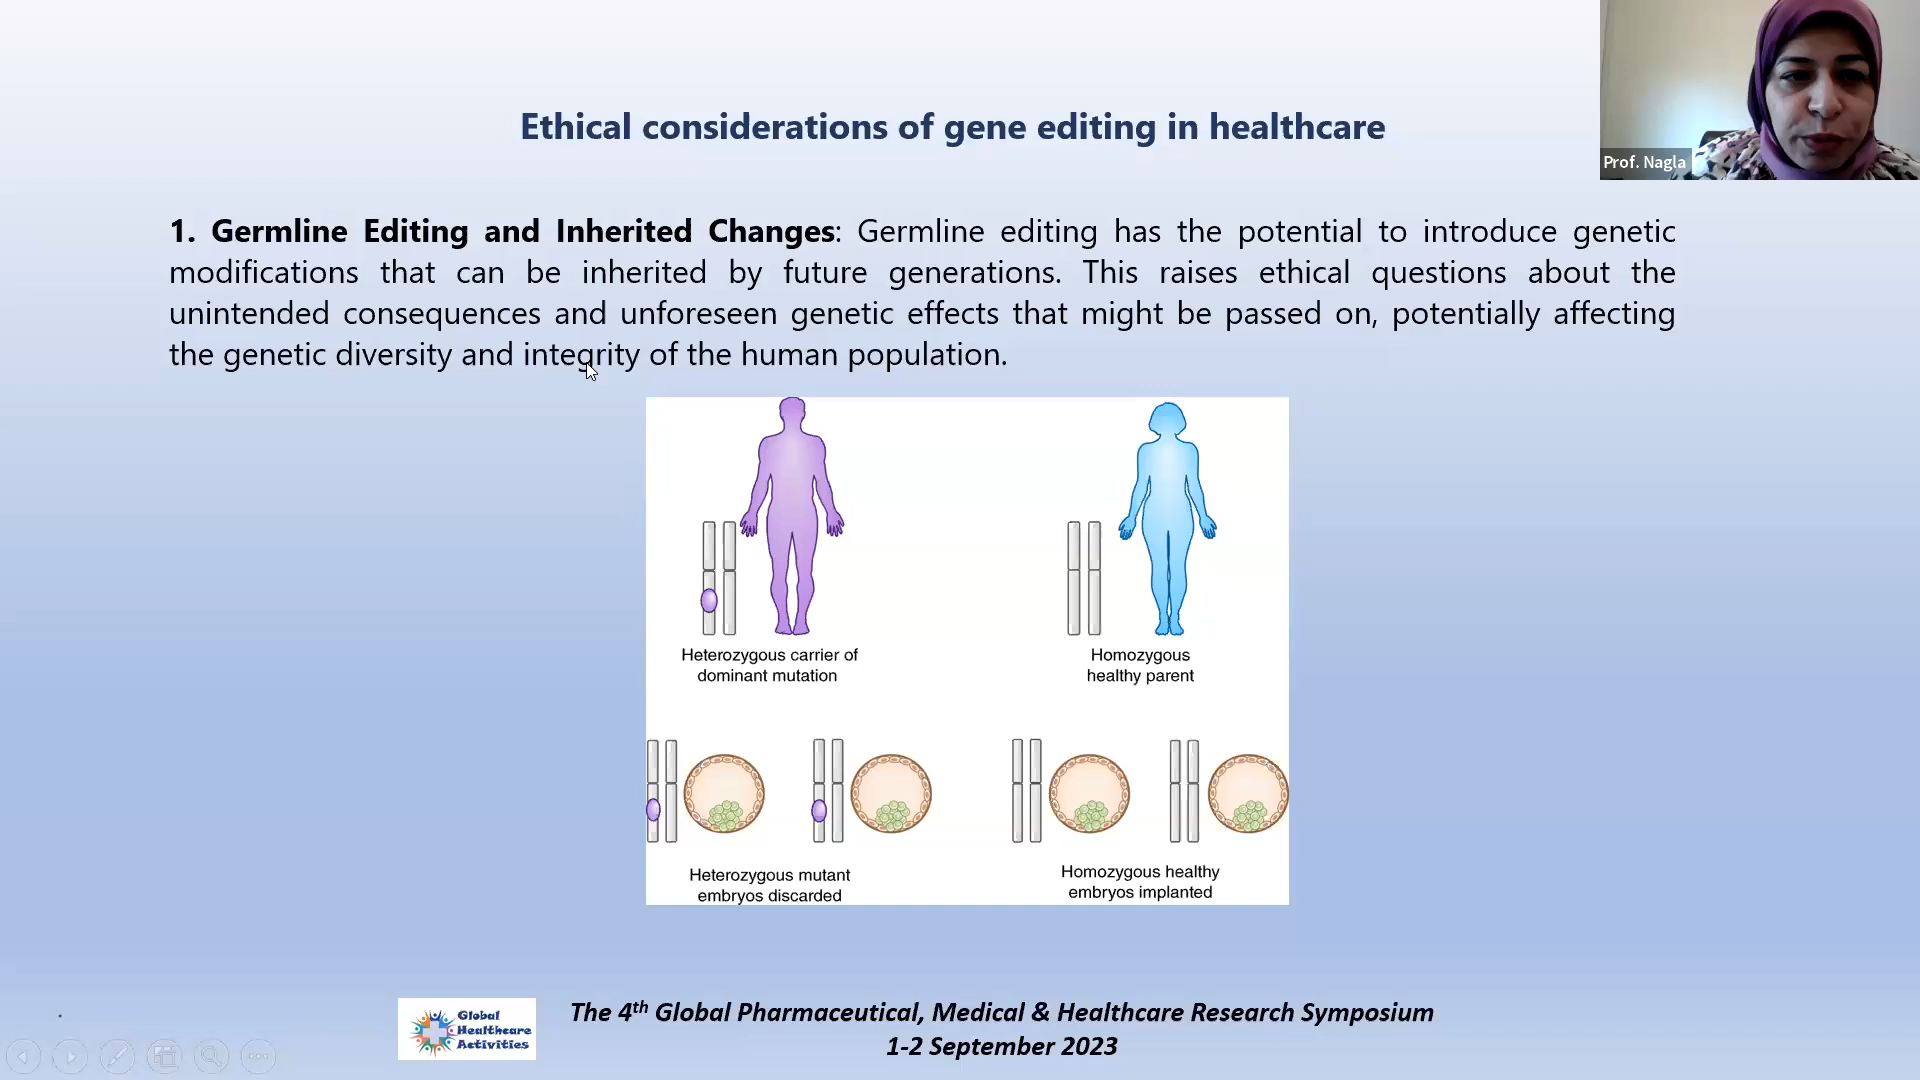 Ethical considerations of gene editing in healthcare
Prof. Nagla
1. Germline Editing and Inherited Changes: Germline editing has the potential to introduce genetic
modifications that can be inherited by future generations. This raises ethical questions about the
unintended consequences and unforeseen genetic effects that might be passed on, potentially affecting
the genetic diversity and integrity of the human population.
Heterozygous carrier of
dominant mutation
Homozygous
healthy parent
Heterozygous mutant
embryos discarded
Homozygous healthy
embryos implanted
Global
Healthcare
Activities
The 4th Global Pharmaceutical, Medical & Healthcare Research Symposium
1-2 September 2023